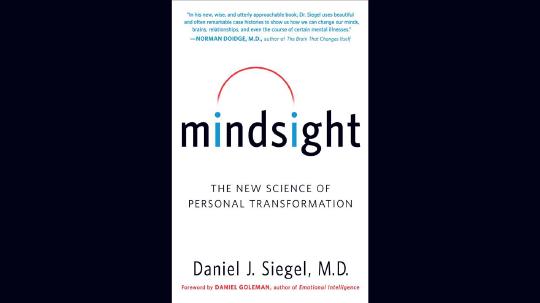 "In his new, wise, and utterly approachable book, Dr. Siegel uses beautiful
and often remarkable case histories to show us how we can change our minds,
brains, relationships, and even the course of certain mental illnesses."
—NORMAN DOIDGE, M.D., author of The Brain That Changes Itself
mindsight
THE NEW SCIENCE OF
PERSONAL TRANSFORMATION
Daniel J. Siegel, M.D.
Foreword by DANIEL GOLEMAN, author of Emotional Intelligence